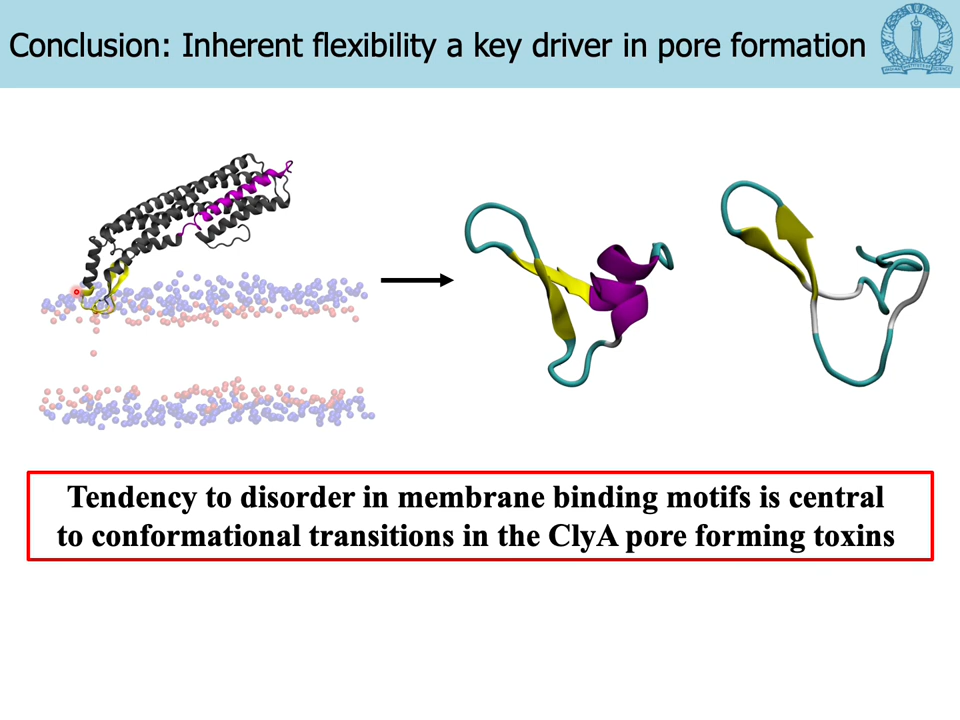 Conclusion: Inherent flexibility a key driver in pore formation
Tendency to disorder in membrane binding motifs is central
to conformational transitions in the ClyA pore forming toxins